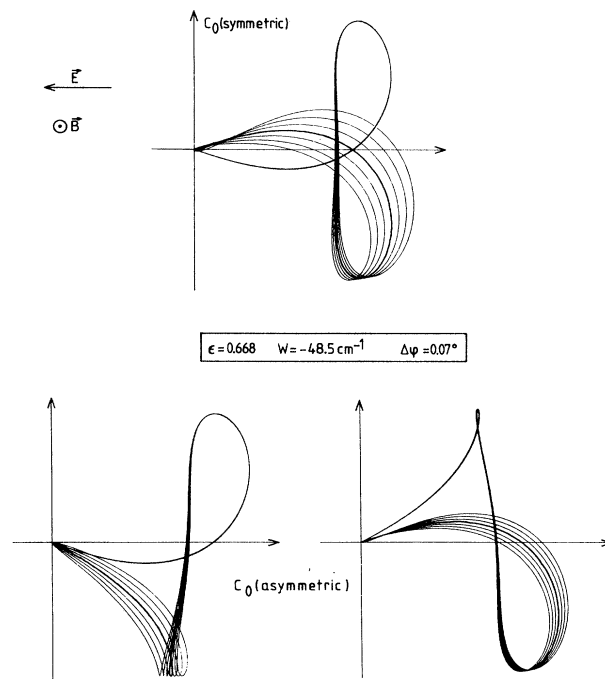 C₀(symmetric)
E⃗
⊙ B⃗
ϵ = 0.668 W = −48.5 cm⁻¹ Δφ = 0.07°
C₀(asymmetric)